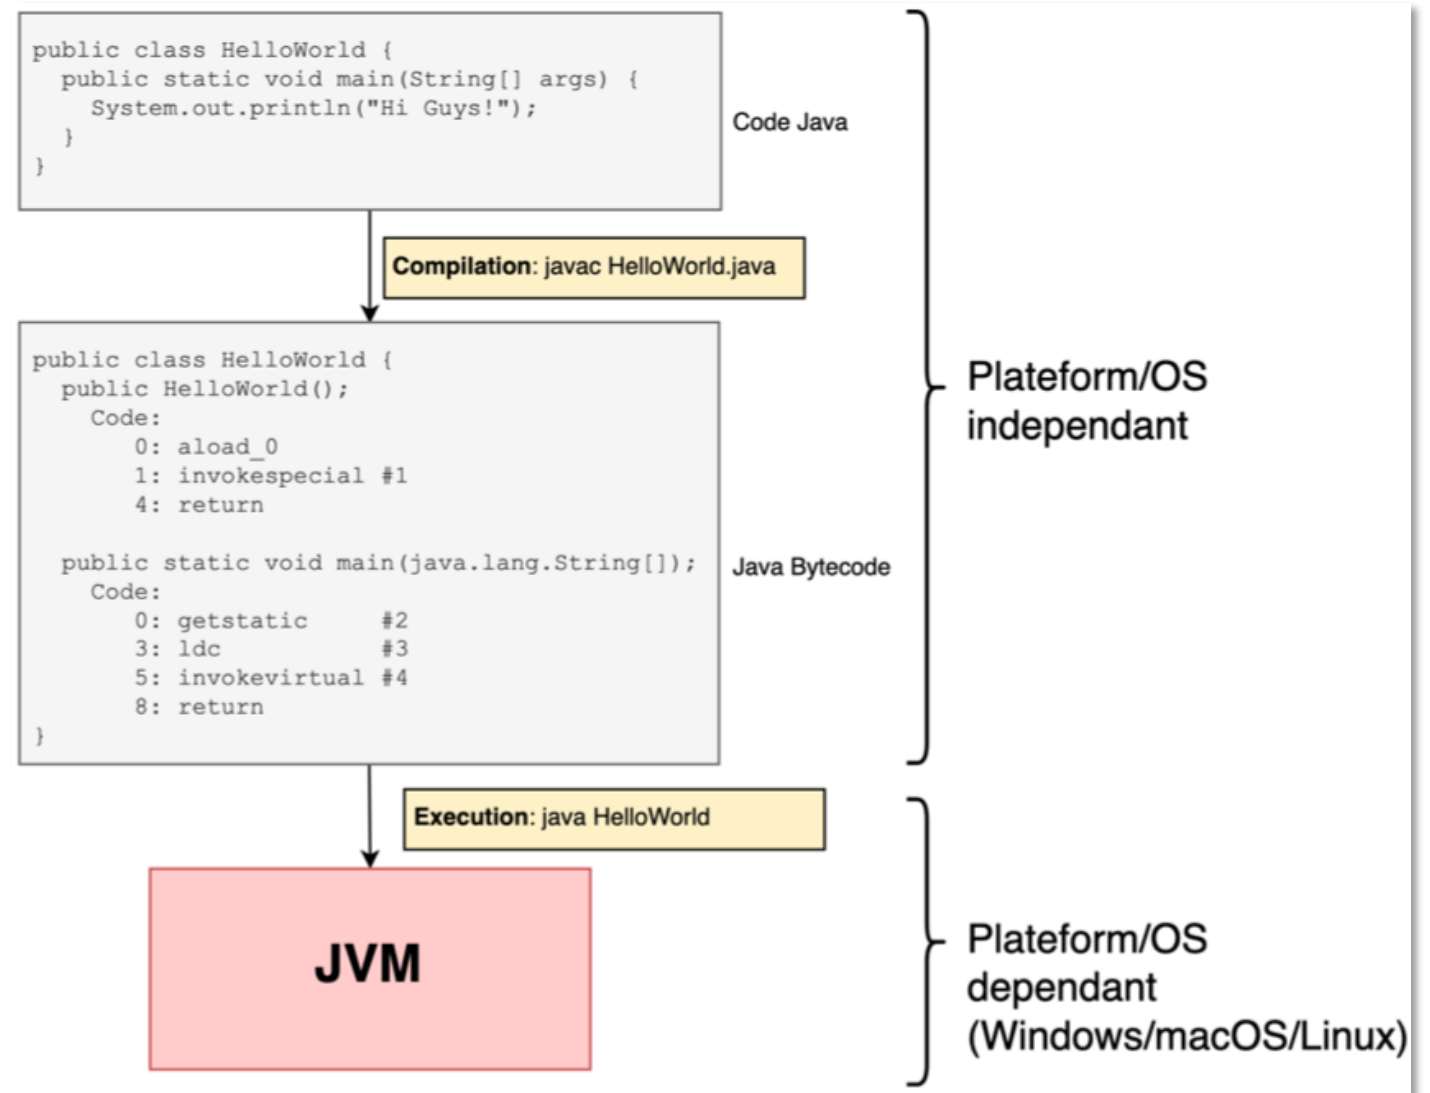 public class HelloWorld {
  public static void main(String[] args) {
    System.out.println("Hi Guys!");
  }
}
Code Java
Compilation: javac HelloWorld.java
public class HelloWorld {
  public HelloWorld();
    Code:
       0: aload_0
       1: invokespecial #1
       4: return
  public static void main(java.lang.String[]);
    Code:
       0: getstatic     #2
       3: ldc           #3
       5: invokevirtual #4
       8: return
}
Java Bytecode
Plateform/OS
independant
Execution: java HelloWorld
JVM
Plateform/OS
dependant
(Windows/macOS/Linux)